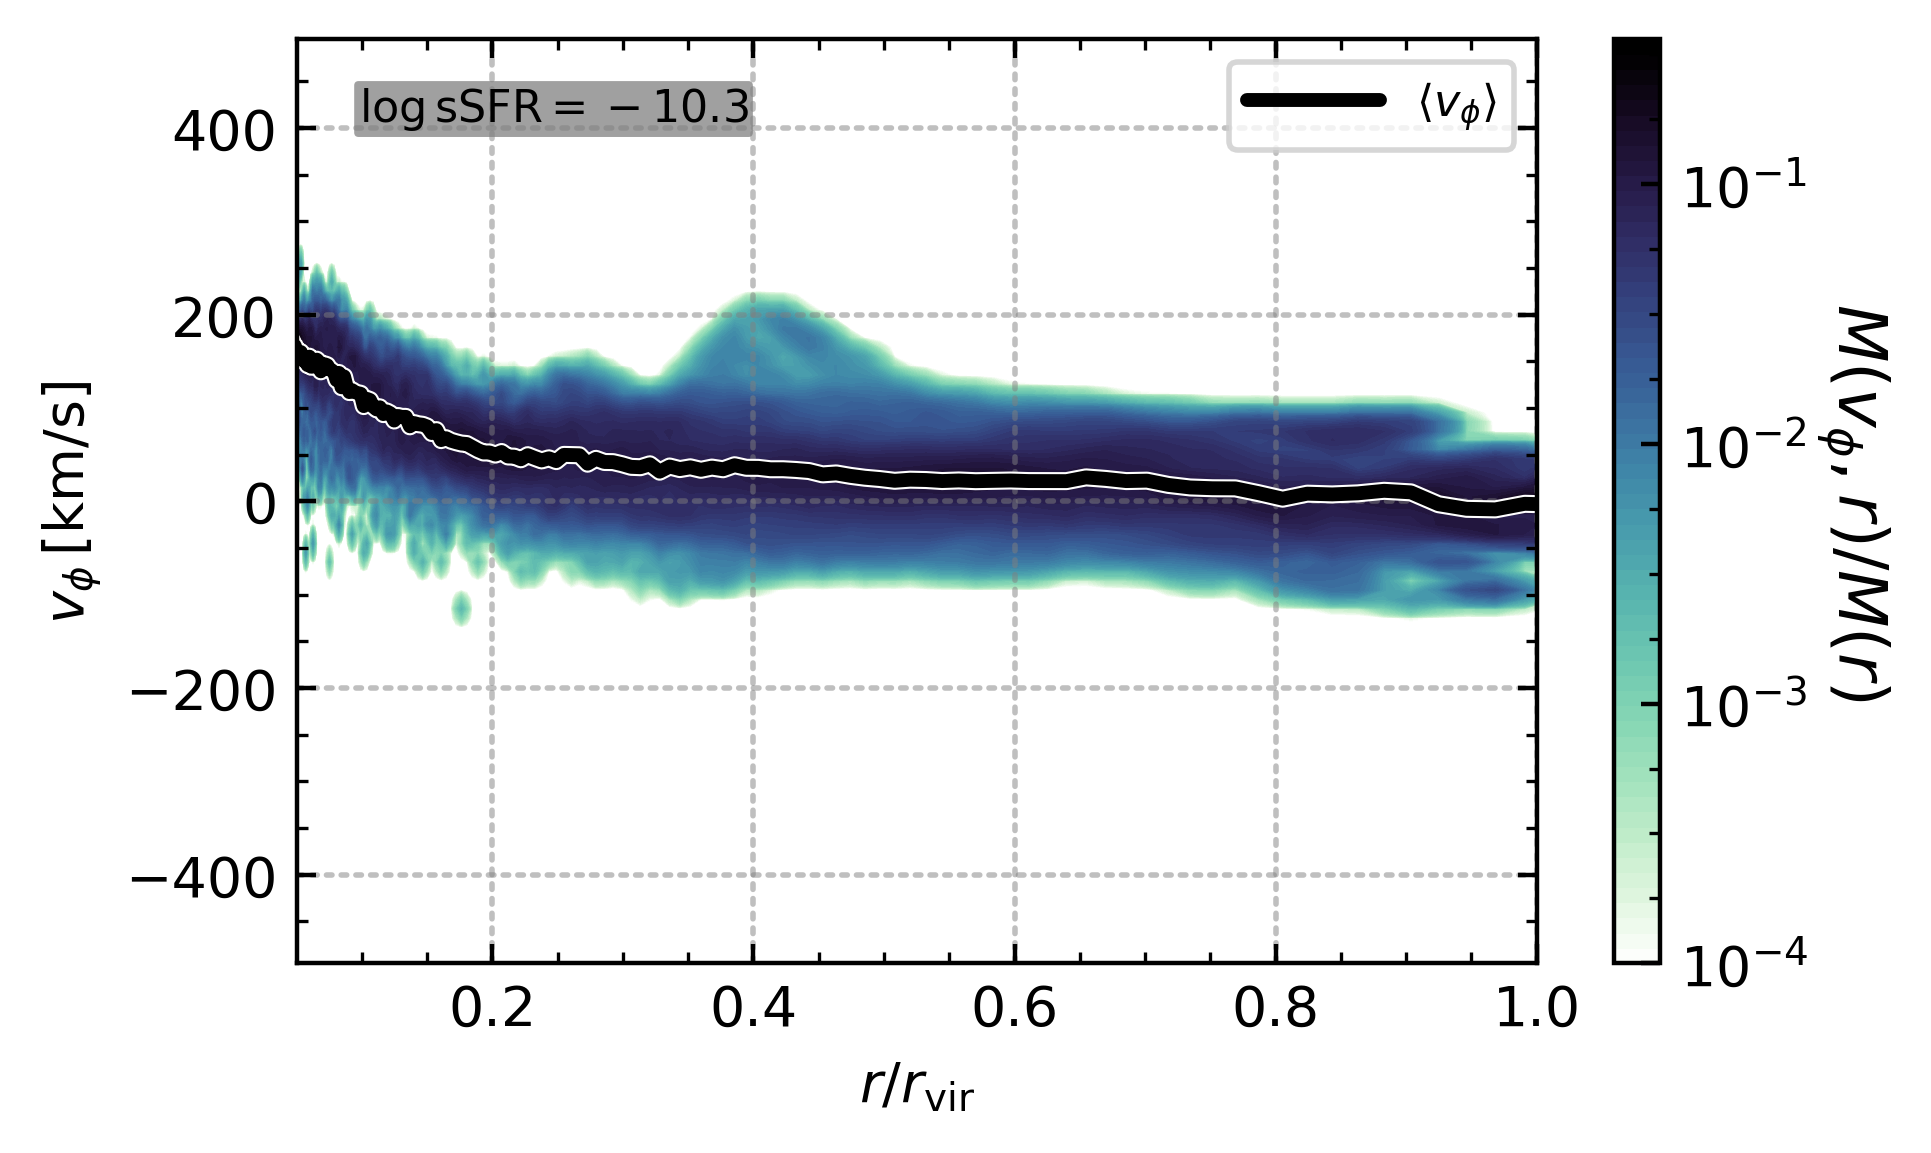 log sSFR = − 10.3
⟨v_ϕ⟩
400
200
0
−200
−400
v_ϕ [km/s]
0.2 0.4 0.6 0.8 1.0
r/r_vir
10⁻¹
10⁻²
10⁻³
10⁻⁴
M(v_ϕ, r)/M(r)